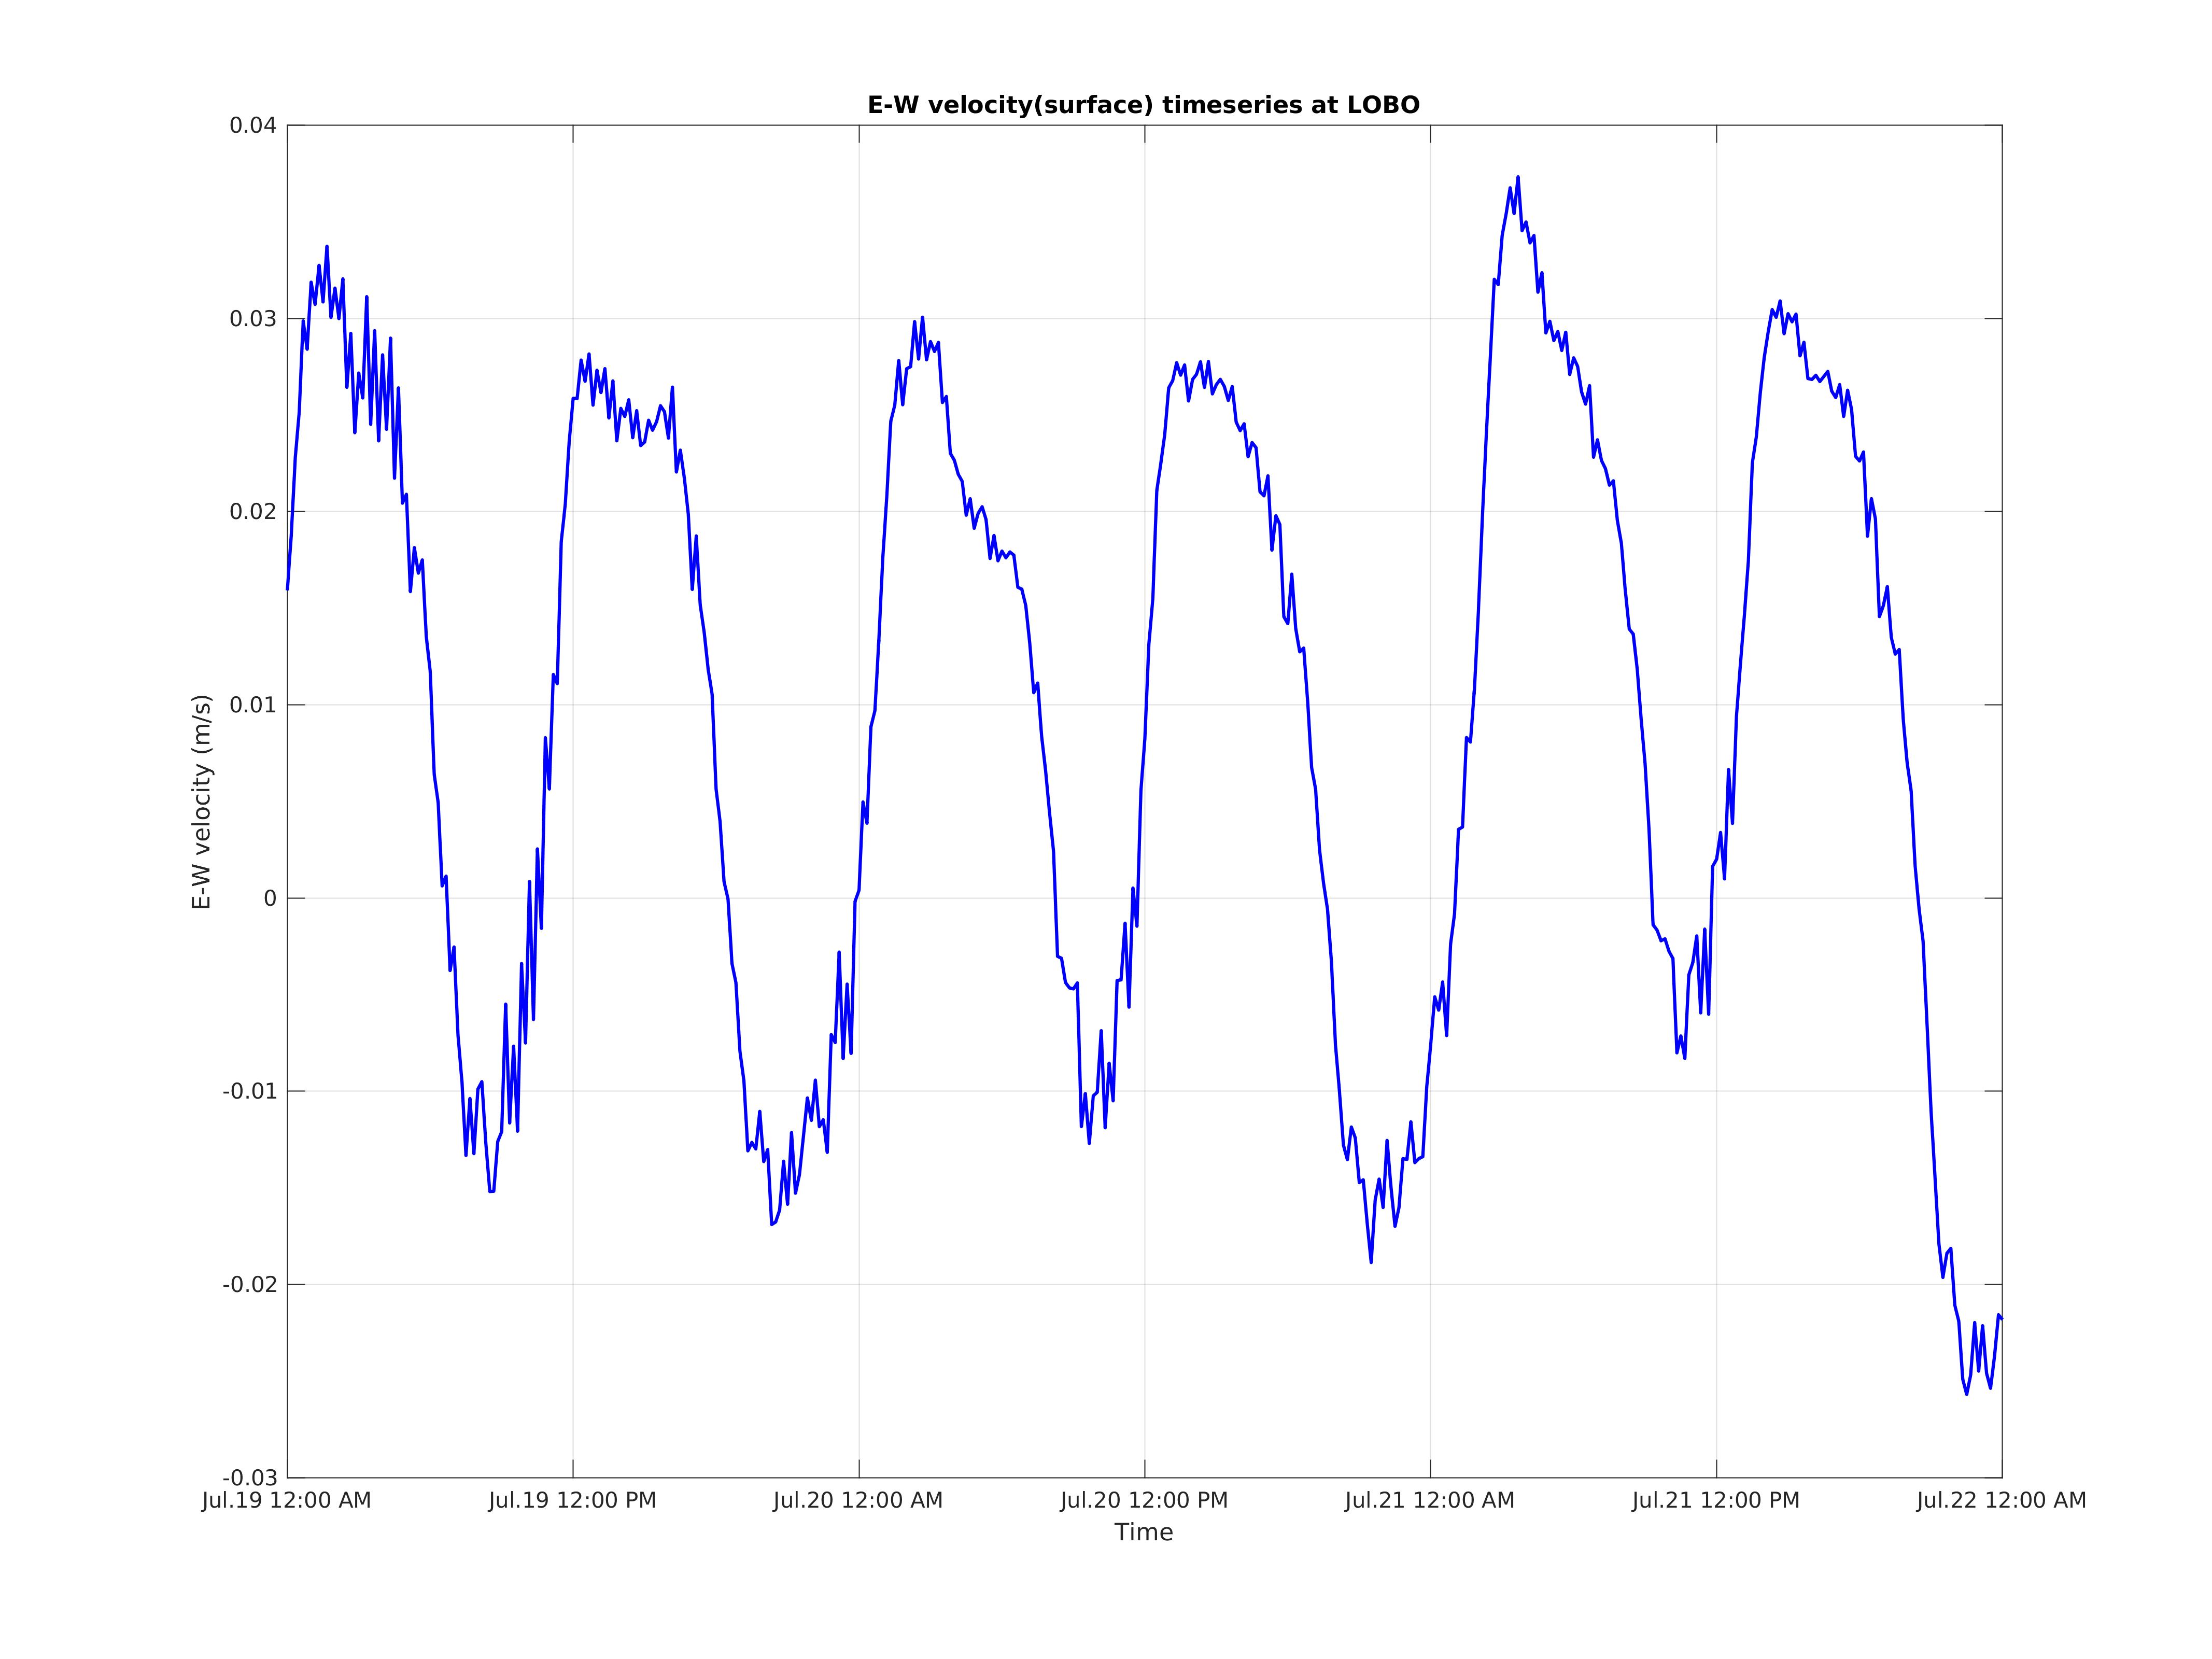 E-W velocity(surface) timeseries at LOBO
0.04
0.03
0.02
0.01
0
-0.01
-0.02
-0.03
E-W velocity (m/s)
Jul.19 12:00 AM
Jul.19 12:00 PM
Jul.20 12:00 AM
Jul.20 12:00 PM
Jul.21 12:00 AM
Jul.21 12:00 PM
Jul.22 12:00 AM
Time